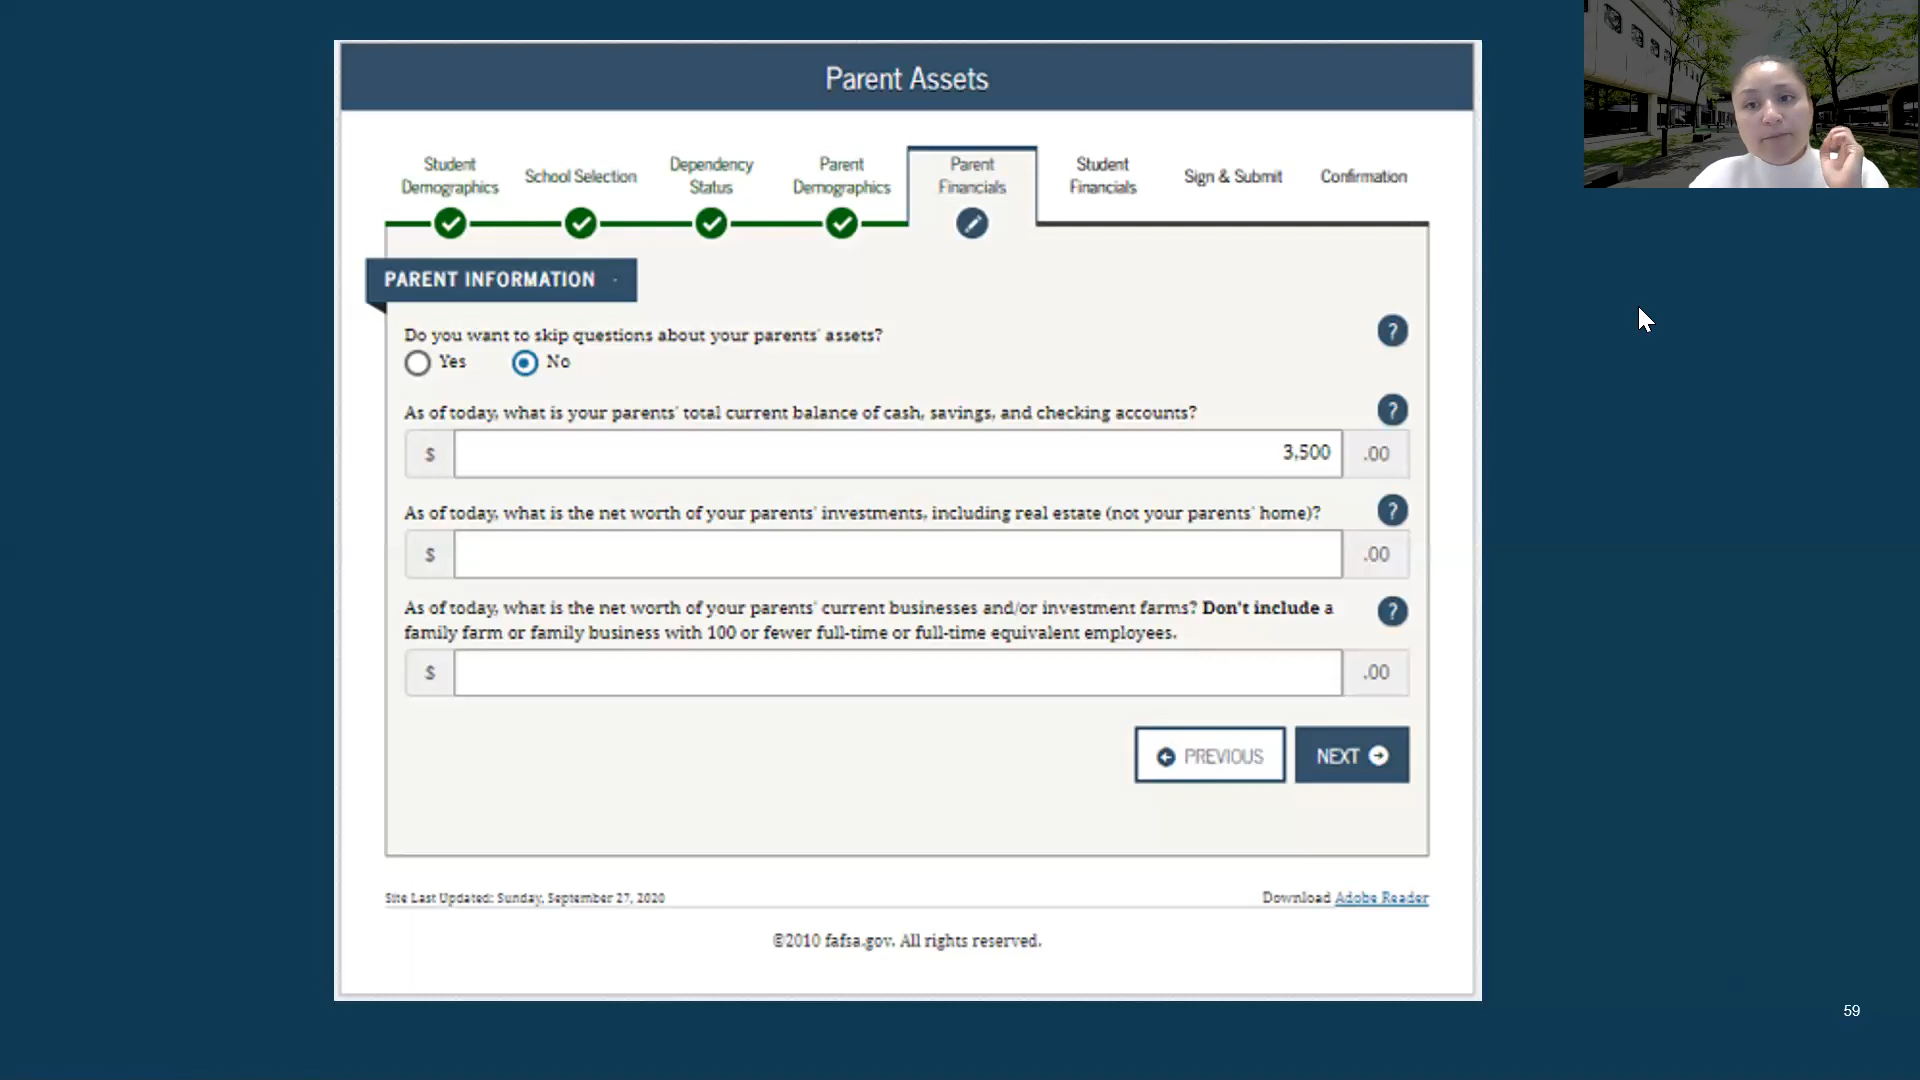 Parent Assets
Student Demographics
School Selection
Dependency Status
Parent Demographics
Parent Financials
Student Financials
Sign & Submit
Confirmation
PARENT INFORMATION
Do you want to skip questions about your parents' assets?
Yes No
As of today, what is your parents' total current balance of cash, savings, and checking accounts?
?
$ 3,500 .00
As of today, what is the net worth of your parents' investments, including real estate (not your parents' home)?
?
$ .00
As of today, what is the net worth of your parents' current businesses and/or investment farms? Don't include a
family farm or family business with 100 or fewer full-time or full-time equivalent employees.
?
$ .00
PREVIOUS NEXT
Site Last Updated: Sunday, September 27, 2020
Download Adobe Reader
©2010 fafsa.gov. All rights reserved.
59